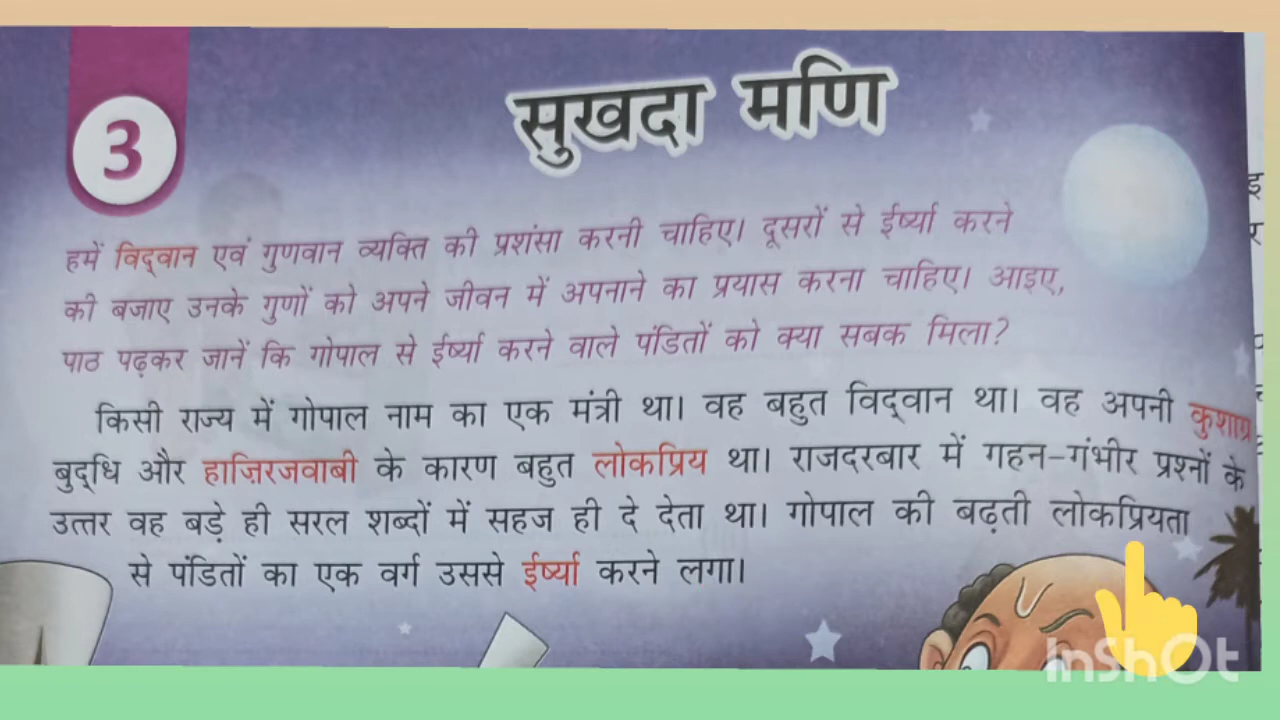 3
सुखदा मणि
हमें विद्‌वान एवं गुणवान व्यक्ति की प्रशंसा करनी चाहिए। दूसरों से ईर्ष्या करने
की बजाए उनके गुणों को अपने जीवन में अपनाने का प्रयास करना चाहिए। आइए,
पाठ पढ़कर जानें कि गोपाल से ईर्ष्या करने वाले पंडितों को क्या सबक मिला?
किसी राज्य में गोपाल नाम का एक मंत्री था। वह बहुत विद्‌वान था। वह अपनी कुशाग्र
बुद्‌धि और हाज़िरजवाबी के कारण बहुत लोकप्रिय था। राजदरबार में गहन-गंभीर प्रश्नों के
उत्तर वह बड़े ही सरल शब्दों में सहज ही दे देता था। गोपाल की बढ़ती लोकप्रियता
से पंडितों का एक वर्ग उससे ईर्ष्या करने लगा।
InShOt